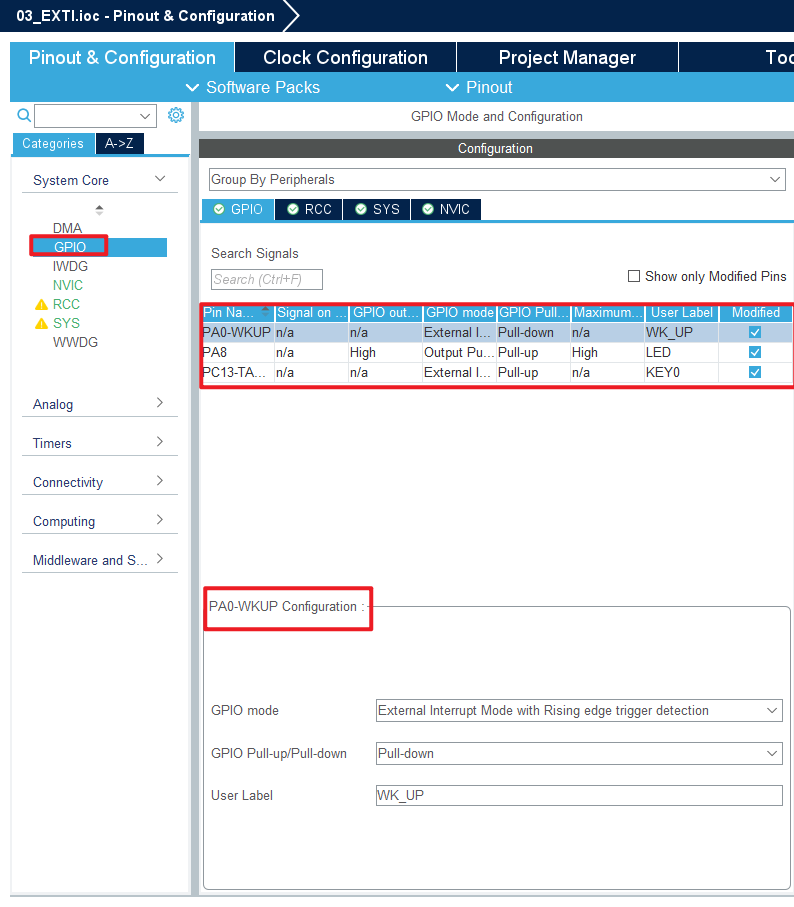 03_EXTI.ioc - Pinout & Configuration
Pinout & Configuration Clock Configuration Project Manager Too
Software Packs Pinout
GPIO Mode and Configuration
Categories A->Z
System Core
DMA
GPIO
IWDG
NVIC
RCC
SYS
WWDG
Analog
Timers
Connectivity
Computing
Middleware and S...
Configuration
Group By Peripherals
GPIO RCC SYS NVIC
Search Signals
Search (Ctrl+F) Show only Modified Pins
Pin Na... Signal on ... GPIO out... GPIO mode GPIO Pull... Maximum... User Label Modified
PA0-WKUP n/a n/a External I... Pull-down n/a WK_UP
PA8 n/a High Output Pu... Pull-up High LED
PC13-TA... n/a n/a External I... Pull-up n/a KEY0
PA0-WKUP Configuration :
GPIO mode External Interrupt Mode with Rising edge trigger detection
GPIO Pull-up/Pull-down Pull-down
User Label WK_UP